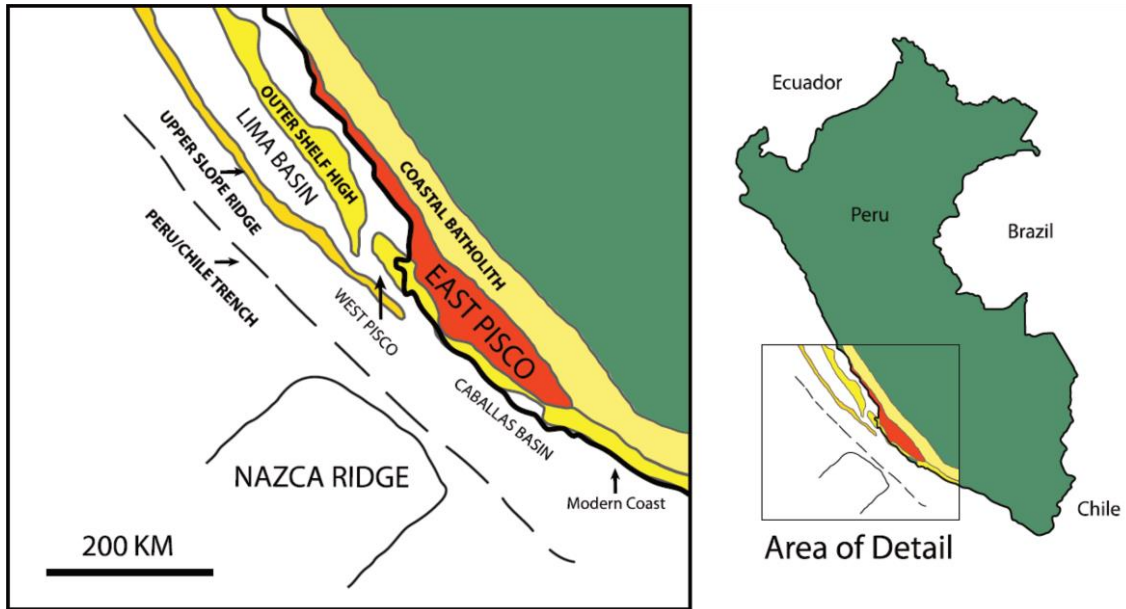 OUTER SHELF HIGH
LIMA BASIN
UPPER SLOPE RIDGE
PERU/CHILE TRENCH
COASTAL BATHOLITH
EAST PISCO
WEST PISCO
CABALLAS BASIN
NAZCA RIDGE
Modern Coast
200 KM
Ecuador
Peru
Brazil
Chile
Area of Detail